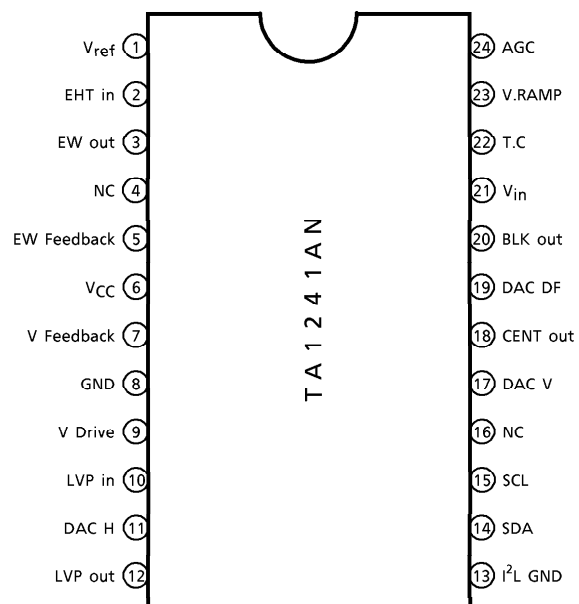 Vref 1 24 AGC
EHT in 2 23 V.RAMP
EW out 3 22 T.C
NC 4 21 Vin
EW Feedback 5 20 BLK out
VCC 6 19 DAC DF
V Feedback 7 18 CENT out
GND 8 17 DAC V
V Drive 9 16 NC
LVP in 10 15 SCL
DAC H 11 14 SDA
LVP out 12 13 I²L GND
TA1241AN